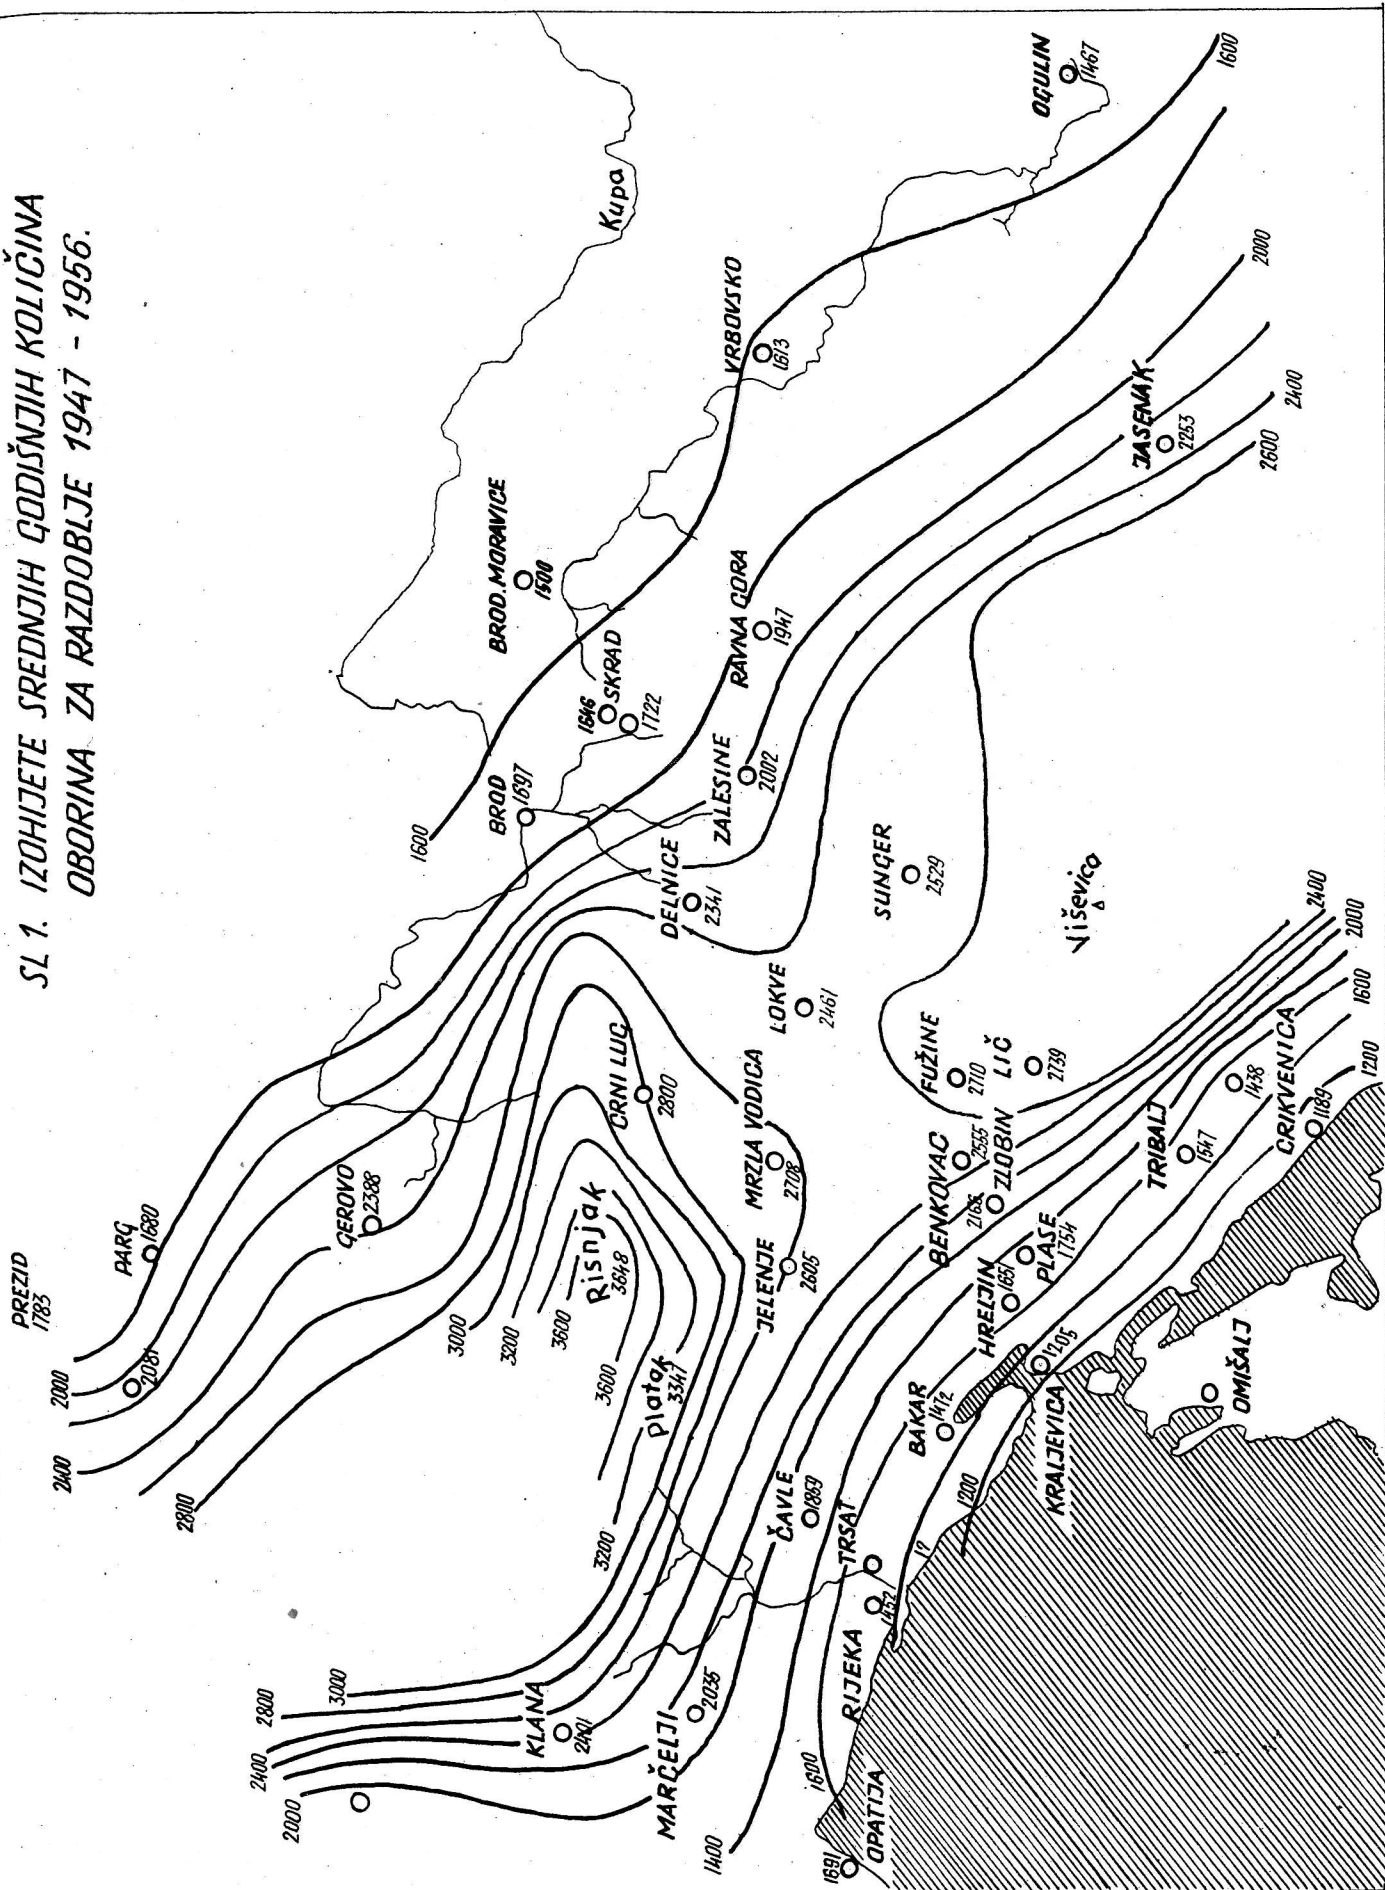 SL 1. IZOHIJETE SREDNJIH GODIŠNJIH KOLIČINA
OBORINA ZA RAZDOBLJE 1947 - 1956.
PREZID
1783
PARG
1680
2000
2081
2400
2800
GEROVO
2388
Kupa
1600
BROD
1697
BROD. MORAVICE
1500
1646
SKRAD
1722
VRBOVSKO
1613
OGULIN
1467
1600
RAVNA GORA
1947
ZALESINE
2002
DELNICE
2341
CRNI LUG
2800
3000
3200
3600
Risnjak
3648
3600
Platak
3347
3200
LOKVE
2461
SUNGER
2529
JASENAK
2253
2000
2400
2600
MRZLA VODICA
2708
JELENJE
2605
FUŽINE
2710
LIČ
2739
Viševica
2400
2000
1600
1200
BENKOVAC
2555
ZLOBIN
PLASE
1754
HRELJIN
1651
TRIBALJ
1547
1438
CRIKVENICA
1189
2800
3000
2400
2000
KLANA
2401
MARČELJI
2035
ČAVLE
1869
TRSAT
BAKAR
1412
1205
KRALJEVICA
OMIŠALJ
1200
1?
RIJEKA
1452
1600
1400
OPATIJA
1691